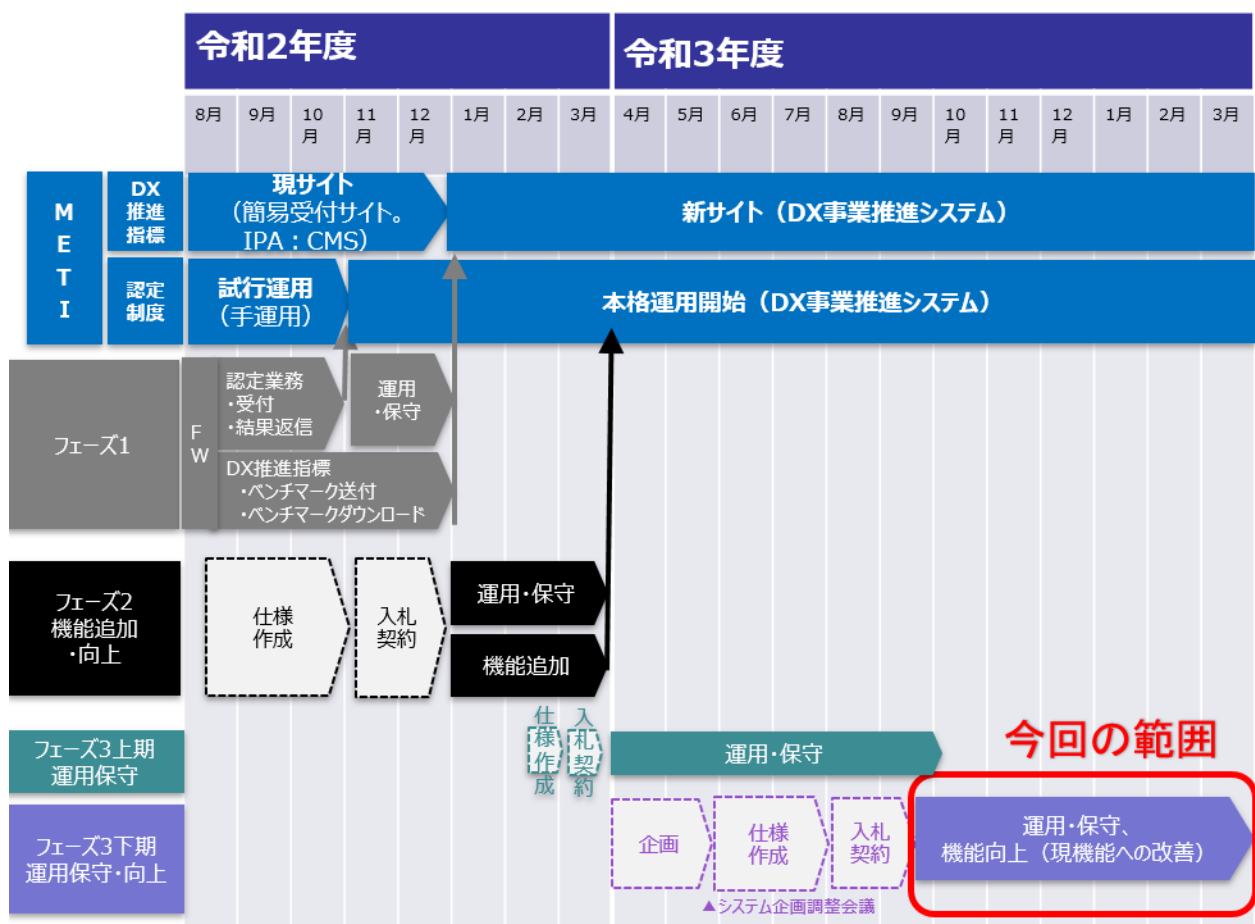 令和2年度
令和3年度
8月
9月
10
月
11
月
12
月
1月
2月
3月
4月
5月
6月
7月
8月
9月
10
月
11
月
12
月
1月
2月
3月
M
E
T
I
DX
推進
指標
現サイト
（簡易受付サイト。
IPA：CMS）
新サイト（DX事業推進システム）
認定
制度
試行運用
（手運用）
本格運用開始（DX事業推進システム）
フェーズ1
F
W
認定業務
・受付
・結果返信
運用
・保守
DX推進指標
・ベンチマーク送付
・ベンチマークダウンロード
フェーズ2
機能追加
・向上
仕様
作成
入札
契約
運用・保守
機能追加
フェーズ3上期
運用保守
仕
様
作
成
入
札
契
約
運用・保守
今回の範囲
フェーズ3下期
運用保守・向上
企画
仕様
作成
入札
契約
運用・保守、
機能向上（現機能への改善）
▲システム企画調整会議